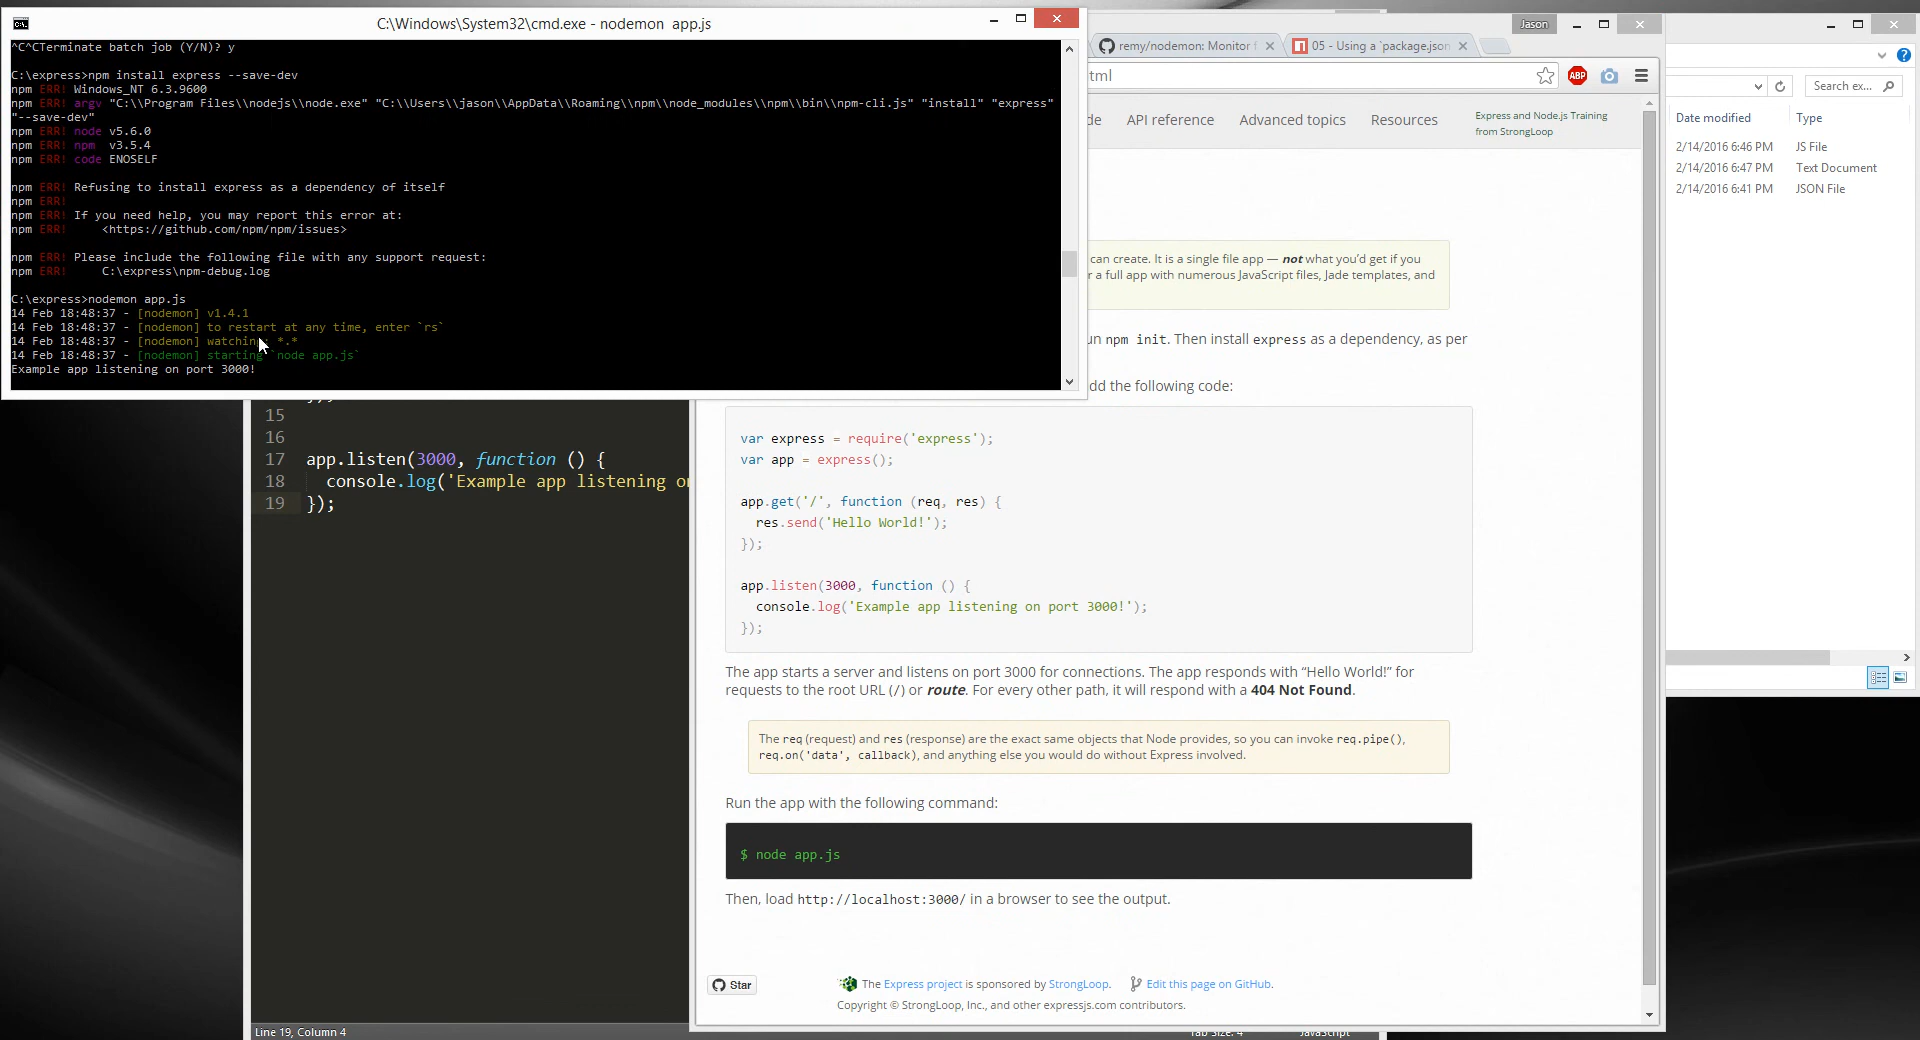 C:\Windows\System32\cmd.exe - nodemon  app.js
^C^CTerminate batch job (Y/N)? y
C:\express>npm install express --save-dev
npm ERR! Windows_NT 6.3.9600
npm ERR! argv "C:\\Program Files\\nodejs\\node.exe" "C:\\Users\\jason\\AppData\\Roaming\\npm\\node_modules\\npm\\bin\\npm-cli.js" "install" "express"
"--save-dev"
npm ERR! node v5.6.0
npm ERR! npm  v3.5.4
npm ERR! code ENOSELF
npm ERR! Refusing to install express as a dependency of itself
npm ERR!
npm ERR! If you need help, you may report this error at:
npm ERR!     <https://github.com/npm/npm/issues>
npm ERR! Please include the following file with any support request:
npm ERR!     C:\express\npm-debug.log
C:\express>nodemon app.js
14 Feb 18:48:37 - [nodemon] v1.4.1
14 Feb 18:48:37 - [nodemon] to restart at any time, enter `rs`
14 Feb 18:48:37 - [nodemon] watching: *.*
14 Feb 18:48:37 - [nodemon] starting `node app.js`
Example app listening on port 3000!
15
16
17 app.listen(3000, function () {
18 console.log('Example app listening
19 });
Line 19, Column 4
Tab Size: 4
JavaScript
Jason
remy/nodemon: Monitor
05 - Using a `package.json
tml
ABP
de
API reference
Advanced topics
Resources
Express and Node.js Training
from StrongLoop
can create. It is a single file app — not what you'd get if you
a full app with numerous JavaScript files, Jade templates, and
un npm init. Then install express as a dependency, as per
dd the following code:
var express = require('express');
var app = express();
app.get('/', function (req, res) {
res.send('Hello World!');
});
app.listen(3000, function () {
console.log('Example app listening on port 3000!');
});
The app starts a server and listens on port 3000 for connections. The app responds with “Hello World!” for
requests to the root URL (/) or route. For every other path, it will respond with a 404 Not Found.
The req (request) and res (response) are the exact same objects that Node provides, so you can invoke req.pipe(),
req.on('data', callback), and anything else you would do without Express involved.
Run the app with the following command:
$ node app.js
Then, load http://localhost:3000/ in a browser to see the output.
Star
The Express project is sponsored by StrongLoop.
Edit this page on GitHub.
Copyright © StrongLoop, Inc., and other expressjs.com contributors.
Search ex...
Date modified
Type
2/14/2016 6:46 PM
JS File
2/14/2016 6:47 PM
Text Document
2/14/2016 6:41 PM
JSON File